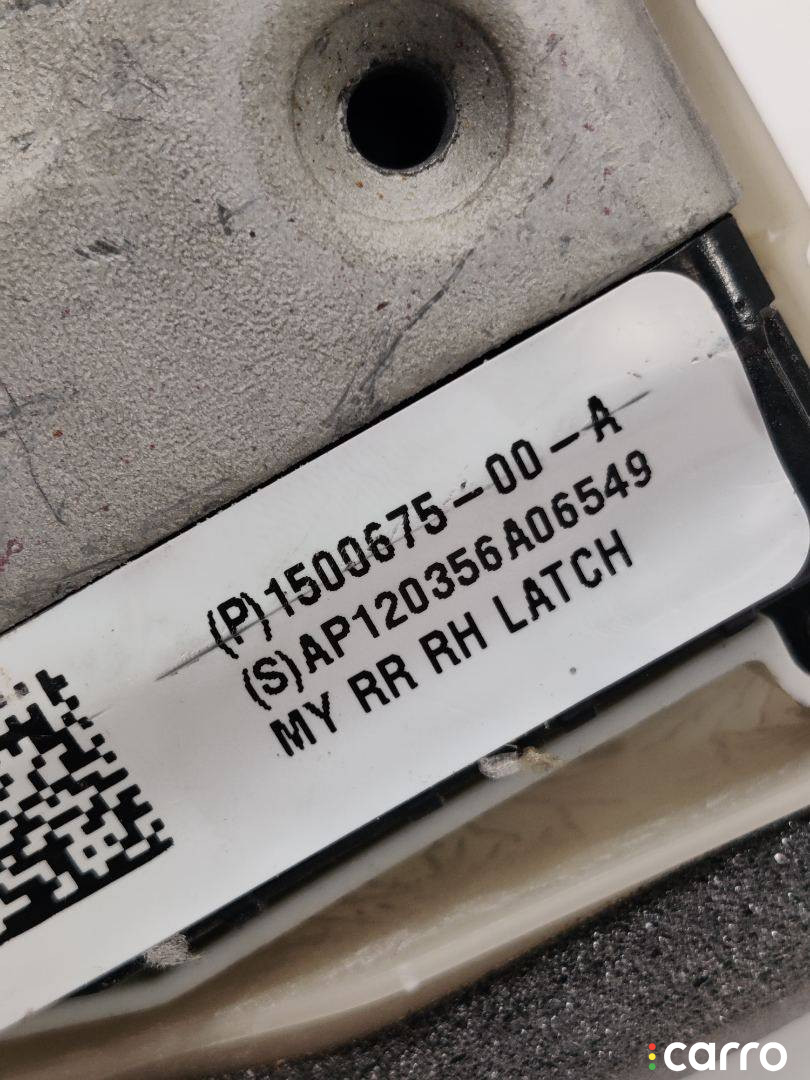 (P)1500675-00-A
(S)AP120356A06549
MY RR RH LATCH
carro